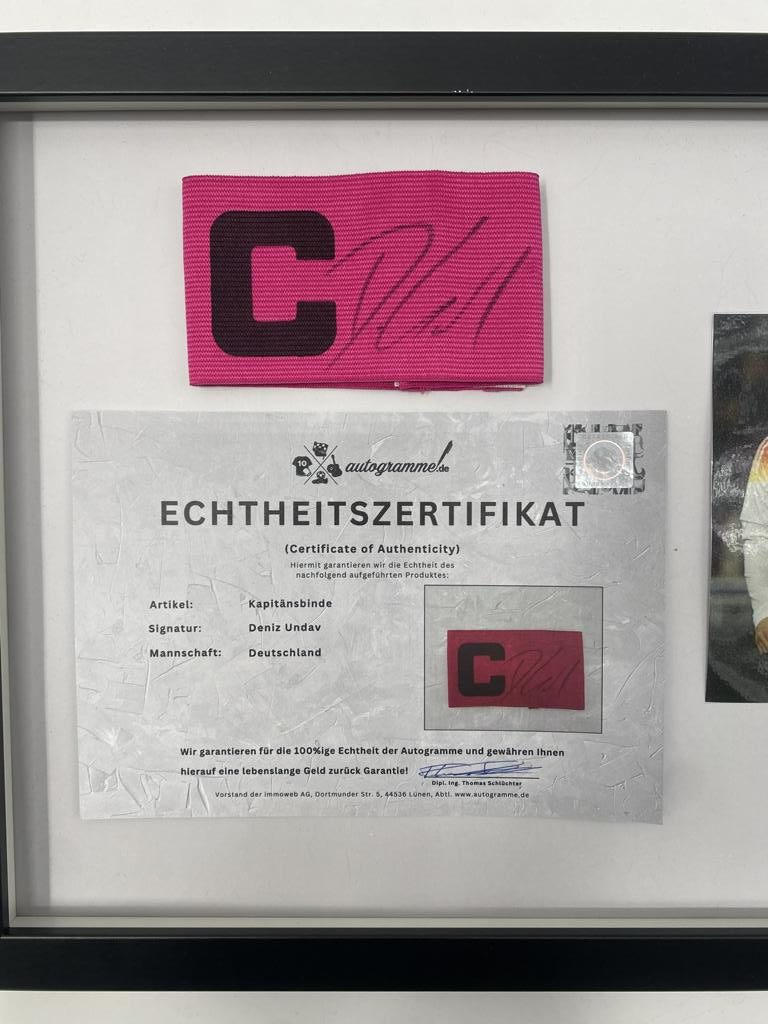 C
10
autogramme!.de
ECHTHEITSZERTIFIKAT
(Certificate of Authenticity)
Hiermit garantieren wir die Echtheit des
nachfolgend aufgeführten Produktes:
Artikel: Kapitänsbinde
Signatur: Deniz Undav
Mannschaft: Deutschland
C
Wir garantieren für die 100%ige Echtheit der Autogramme und gewähren Ihnen
hierauf eine lebenslange Geld zurück Garantie!
Dipl. Ing. Thomas Schlüchter
Vorstand der immoweb AG, Dortmunder Str. 5, 44536 Lünen, Abtl. www.autogramme.de